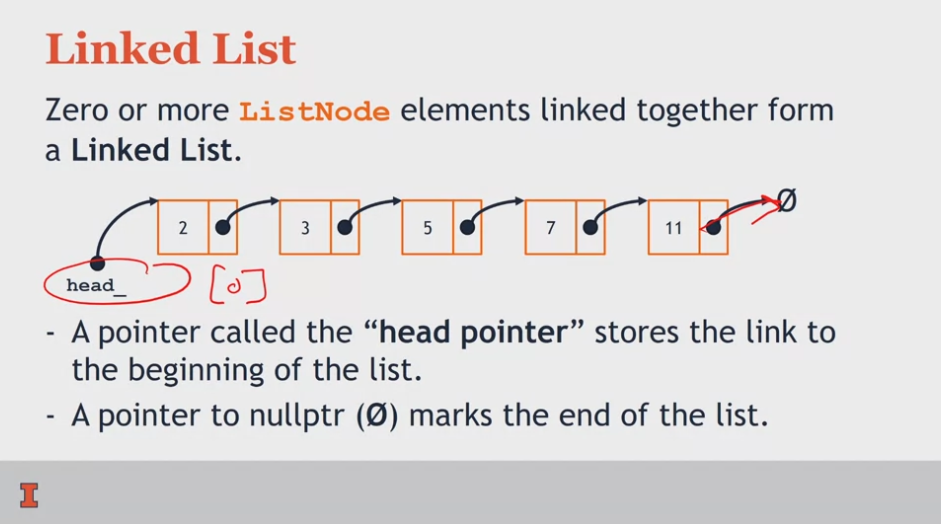 Linked List
Zero or more ListNode elements linked together form
a Linked List.
Ø
2 3 5 7 11
head_ [0]
- A pointer called the “head pointer” stores the link to
the beginning of the list.
- A pointer to nullptr (Ø) marks the end of the list.
I